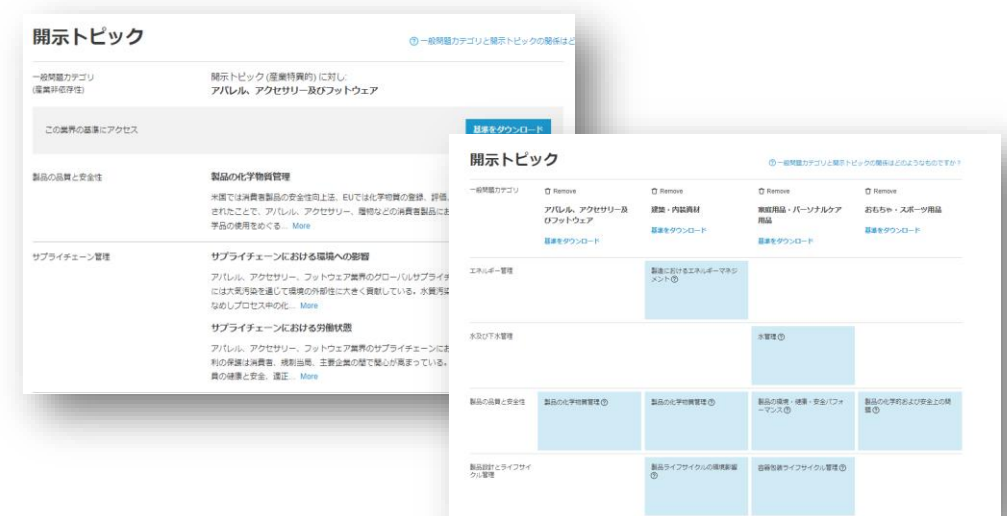 開示トピック
⑦ 一般問題カテゴリと開示トピックの関係はど
一般問題カテゴリ
(産業非依存性)
開示トピック (産業特異的) に対し:
アパレル、アクセサリー及びフットウェア
この業界の基準にアクセス
基準をダウンロード
製品の品質と安全性
製品の化学物質管理
米国では消費者製品の安全性向上法、EUでは化学物質の登録、評価、
されたことで、アパレル、アクセサリー、履物などの消費者製品にお
学品の使用をめぐる... More
サプライチェーン管理
サプライチェーンにおける環境への影響
アパレル、アクセサリー、フットウェア業界のグローバルサプライチ
には大気汚染を通じて環境の外部性に大きく貢献している。水質汚染
なめしプロセス中の化... More
サプライチェーンにおける労働状態
アパレル、アクセサリー、フットウェア業界のサプライチェーンにお
利の保護は消費者、規制当局、主要企業の間で関心が高まっている。
員の健康と安全、適正... More
開示トピック
⑦ 一般問題カテゴリと開示トピックの関係はどのようなものですか?
一般問題カテゴリ
Remove
Remove
Remove
Remove
アパレル、アクセサリー及
びフットウェア
基準をダウンロード
建築・内装資材
基準をダウンロード
家庭用品・パーソナルケア
用品
基準をダウンロード
おもちゃ・スポーツ用品
基準をダウンロード
エネルギー管理
製造におけるエネルギーマネジ
メント⑦
水及び下水管理
水管理⑦
製品の品質と安全性
製品の化学物質管理⑦
製品の化学物質管理⑦
製品の環境・健康・安全パフォ
ーマンス⑦
製品の化学的および安全上の問
題⑦
製品設計とライフサイ
クル管理
製品ライフサイクルの環境影響
⑦
容器包装ライフサイクル管理⑦